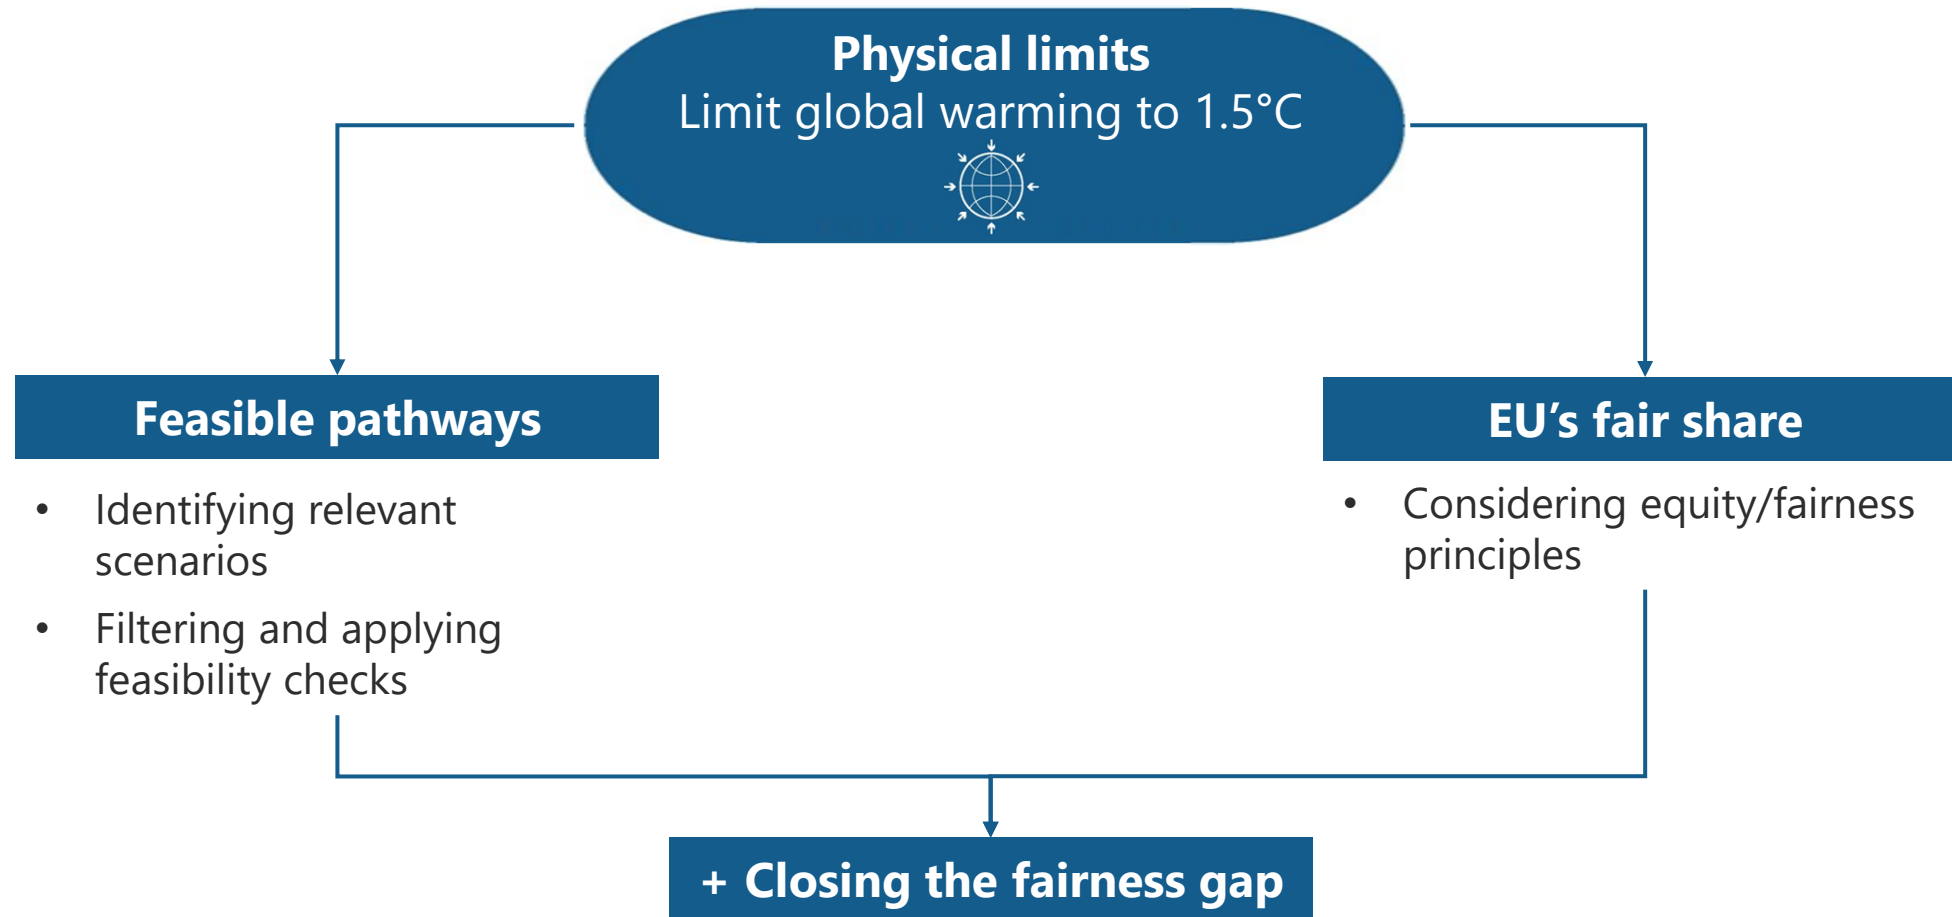 Physical limits
Limit global warming to 1.5°C
Feasible pathways
• Identifying relevant
scenarios
• Filtering and applying
feasibility checks
EU’s fair share
• Considering equity/fairness
principles
+ Closing the fairness gap